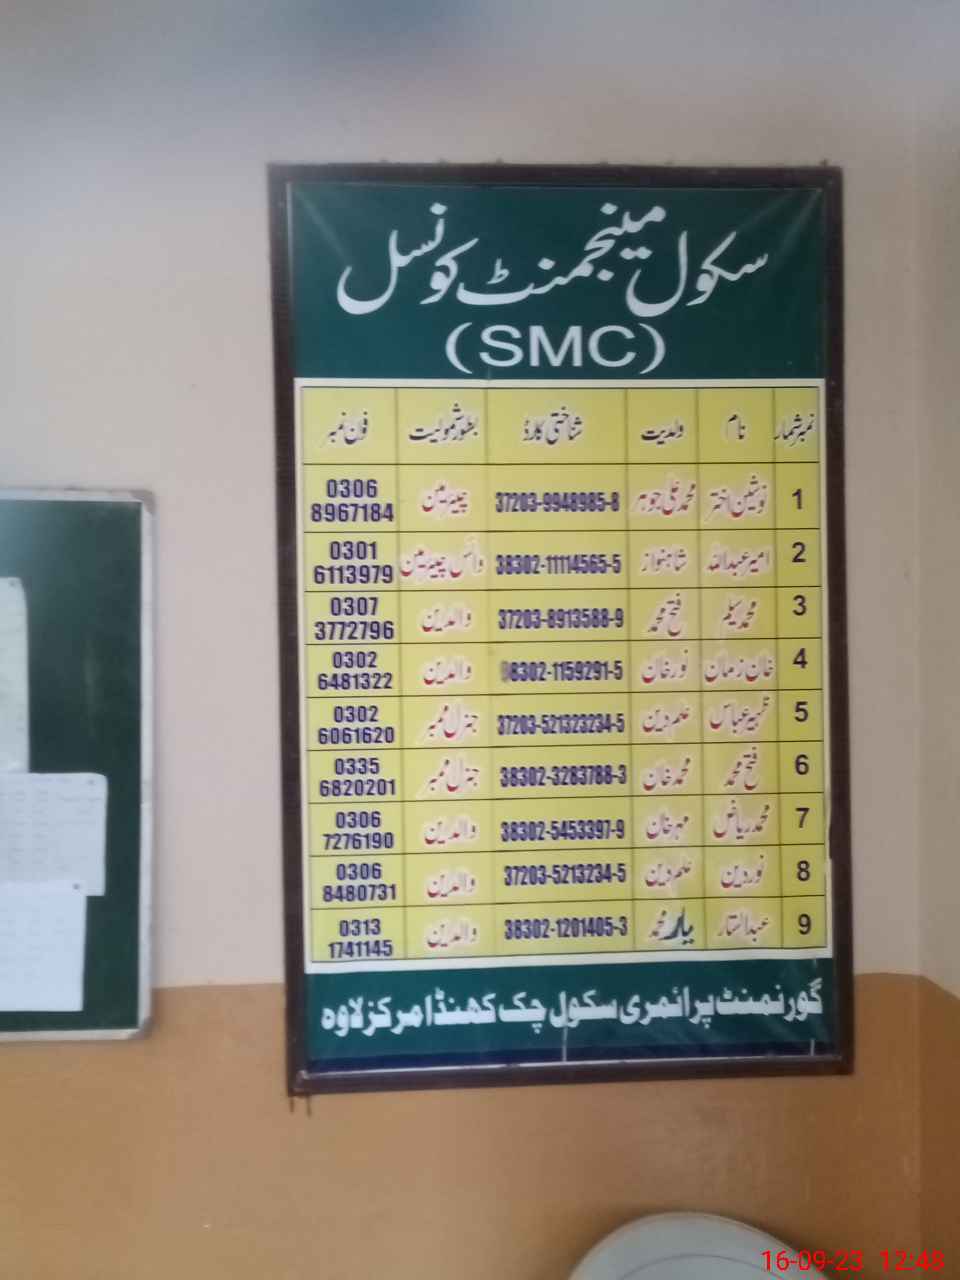 سکول مینجمنٹ کونسل
(SMC)
نمبر شمار نام ولدیت شناختی کارڈ بطور شمولیت فون نمبر
1 نوشین اختر محمد علی جوہر 37203-9948985-8 چیئرمین 0306 8967184
2 امیر عبداللہ شاہنواز 38302-11114565-5 وائس چیئرمین 0301 6113979
3 محمد سلیم فتح محمد 37203-8913588-9 والدین 0307 3772796
4 خان زمان نور خان 38302-1159291-5 والدین 0302 6481322
5 ظہیر عباس علم دین 37203-521323234-5 جنرل ممبر 0302 6061620
6 فتح محمد محمد خان 38302-3283788-3 جنرل ممبر 0335 6820201
7 محمد ریاض مہر خان 38302-5453397-9 والدین 0306 7276190
8 نور دین علم دین 37203-5213234-5 والدین 0306 8480731
9 عبدالستار یار محمد 38302-1201405-3 والدین 0313 1741145
گورنمنٹ پرائمری سکول چک کھنڈا مرکز لاوہ
16-09-23 12:48